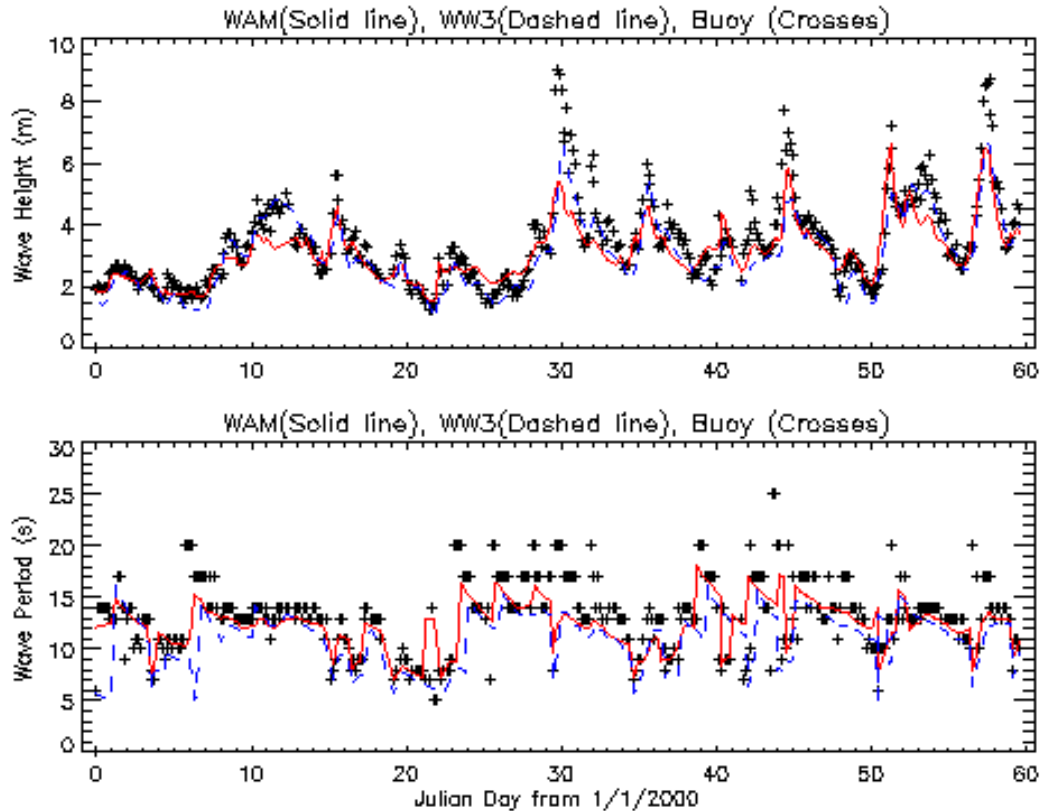 WAM(Solid line), WW3(Dashed line), Buoy (Crosses)
10
8
6
4
2
0
Wave Height (m)
0 10 20 30 40 50 60
WAM(Solid line), WW3(Dashed line), Buoy (Crosses)
30
25
20
15
10
5
0
Wave Period (s)
0 10 20 30 40 50 60
Julian Day from 1/1/2000